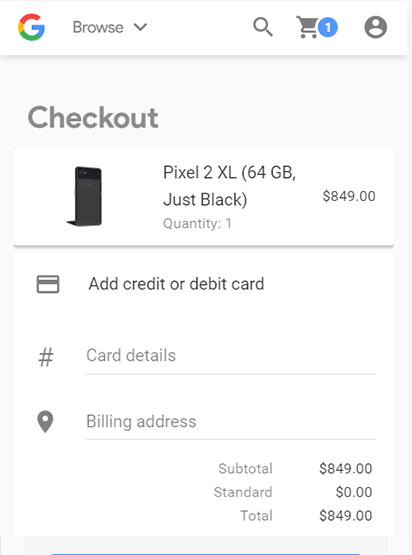 Browse
1
Checkout
Pixel 2 XL (64 GB,
Just Black)
$849.00
Quantity: 1
Add credit or debit card
# Card details
Billing address
Subtotal $849.00
Standard $0.00
Total $849.00